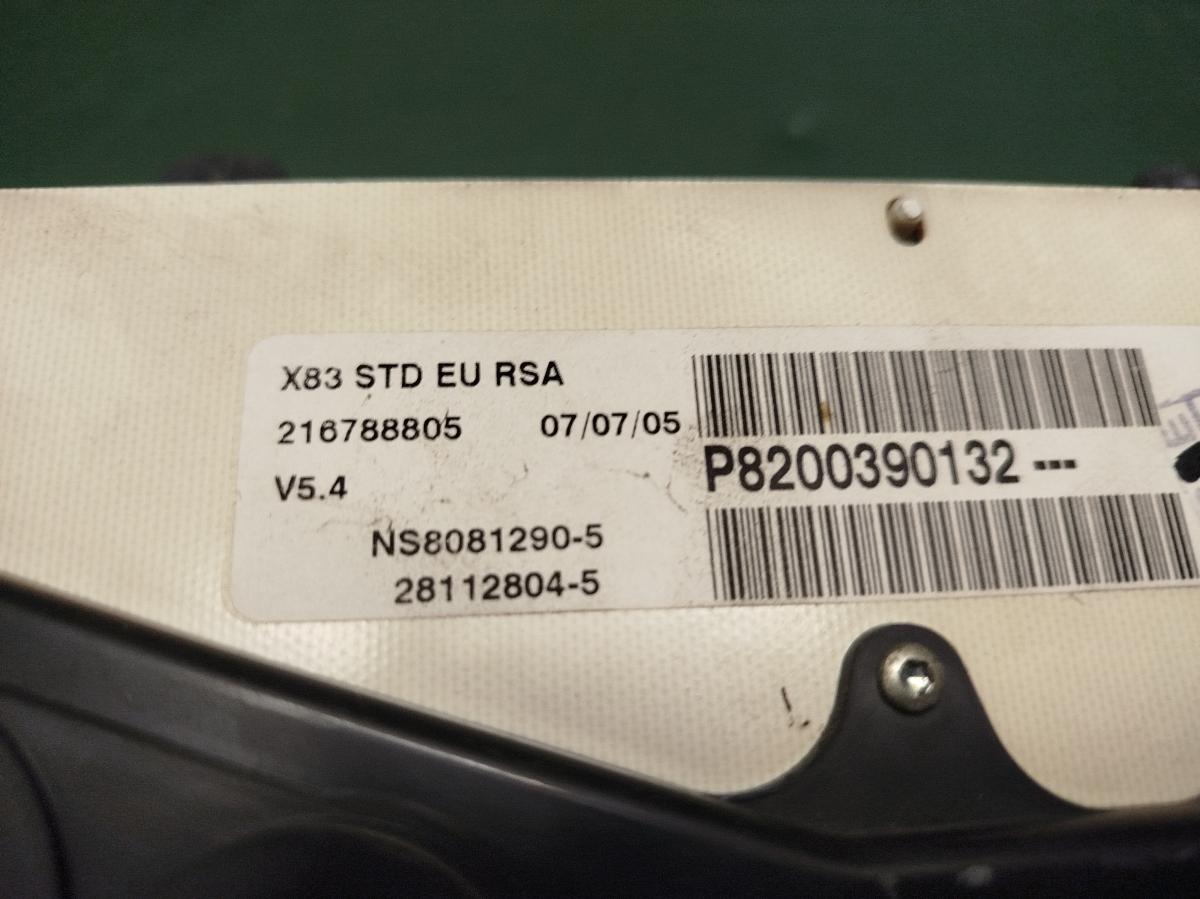 X83 STD EU RSA
216788805 07/07/05
V5.4
NS8081290-5
28112804-5
P8200390132 ---